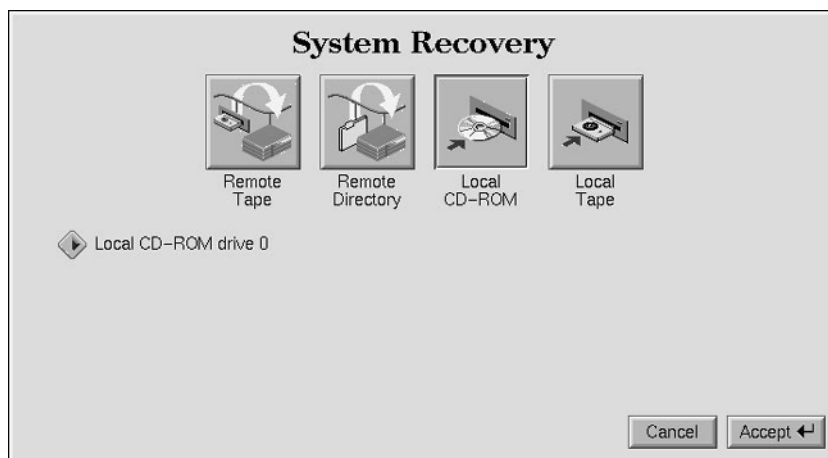 System Recovery
Remote
Tape
Remote
Directory
Local
CD-ROM
Local
Tape
Local CD-ROM drive 0
Cancel
Accept